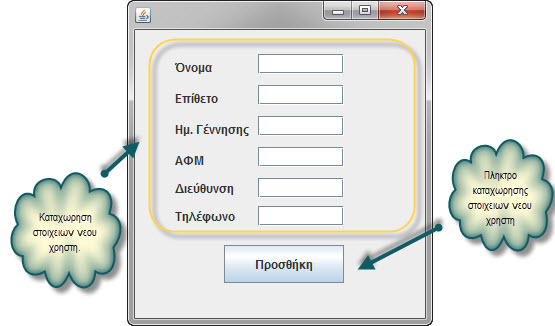 Όνομα
Επίθετο
Ημ. Γέννησης
ΑΦΜ
Διεύθυνση
Τηλέφωνο
Προσθήκη
Καταχωρηση
στοιχειων νεου
χρηστη.
Πληκτρο
καταχωρησης
στοιχειων νεου
χρηστη